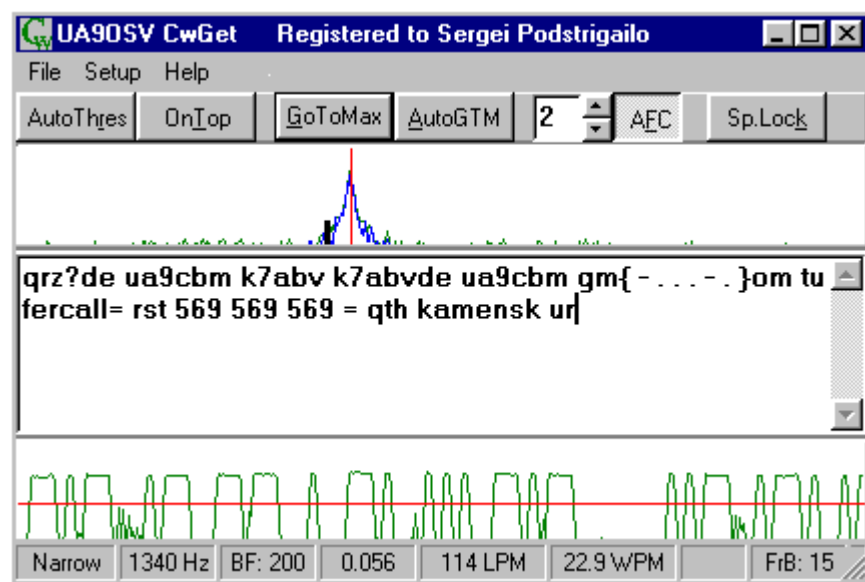 UA9OSV CwGet Registered to Sergei Podstrigailo
File Setup Help
AutoThres OnTop GoToMax AutoGTM 2 AFC Sp.Lock
qrz?de ua9cbm k7abv k7abvde ua9cbm gm{-...-.}om tu
fercall= rst 569 569 569 = qth kamensk ur
Narrow 1340 Hz BF: 200 0.056 114 LPM 22.9 WPM FrB: 15